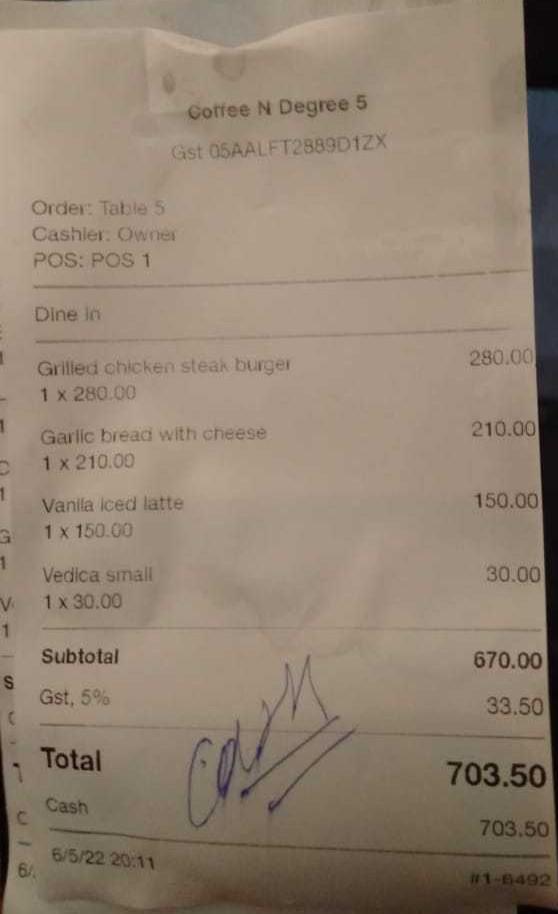 Coffee N Degree 5
Gst 05AALFT2889D1ZX
Order: Table 5
Cashier: Owner
POS: POS 1
Dine in
Grilled chicken steak burger 280.00
1 x 280.00
Garlic bread with cheese 210.00
1 x 210.00
Vanila iced latte 150.00
1 x 150.00
Vedica small 30.00
1 x 30.00
Subtotal 670.00
Gst, 5% 33.50
Total 703.50
Cash 703.50
6/5/22 20:11 #1-6492